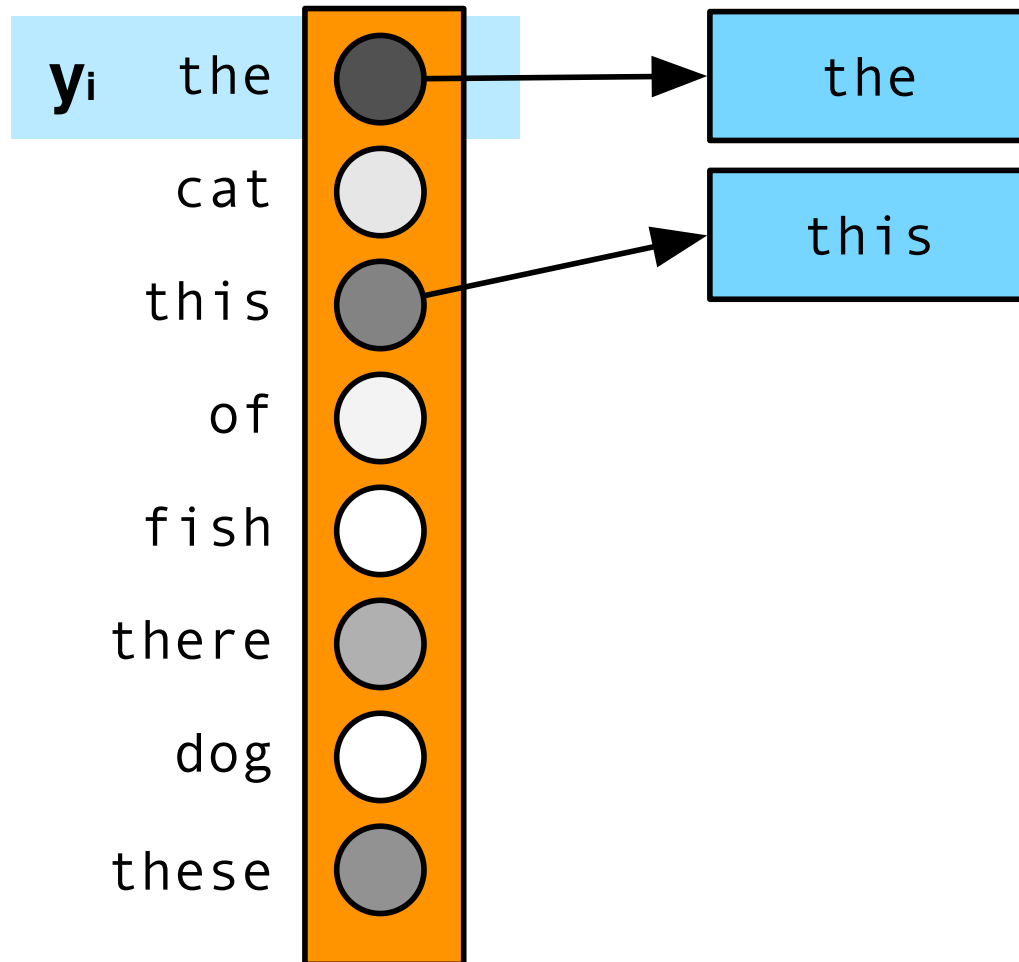 yi the the
cat
this this
of
fish
there
dog
these